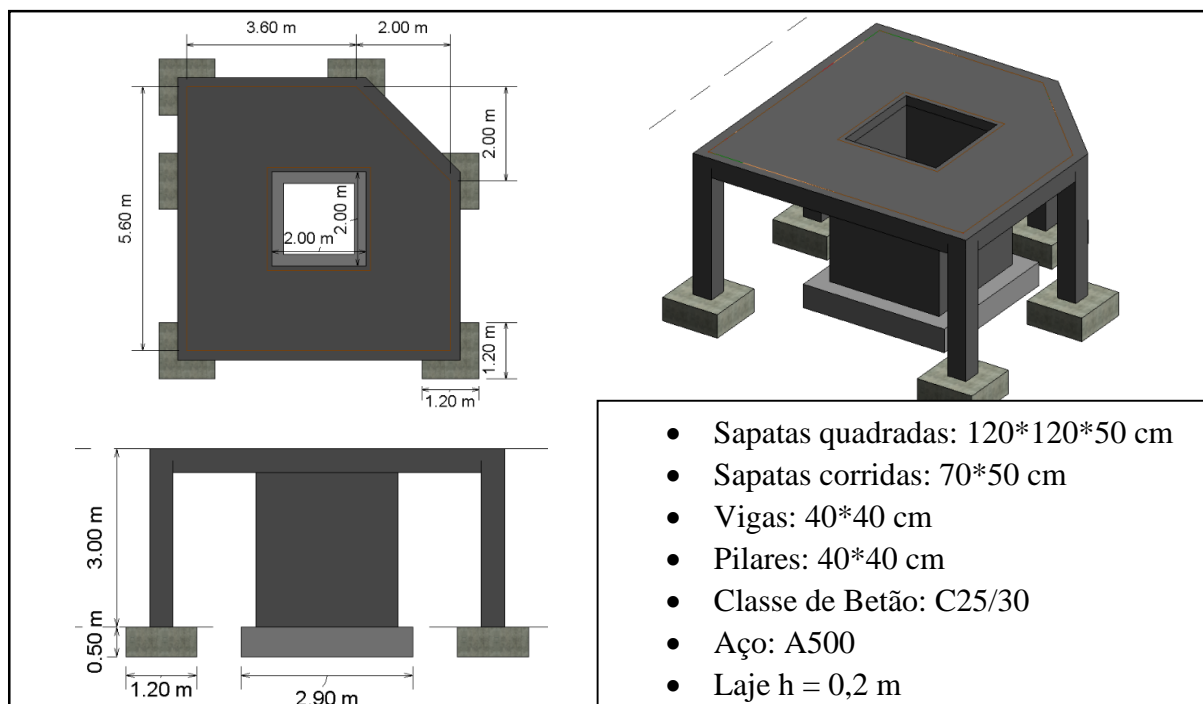 3.60 m
2.00 m
5.60 m
2.00 m
2.00 m
2.00 m
1.20 m
1.20 m
3.00 m
0.50 m
1.20 m
2.90 m
• Sapatas quadradas: 120*120*50 cm
• Sapatas corridas: 70*50 cm
• Vigas: 40*40 cm
• Pilares: 40*40 cm
• Classe de Betão: C25/30
• Aço: A500
• Laje h = 0,2 m